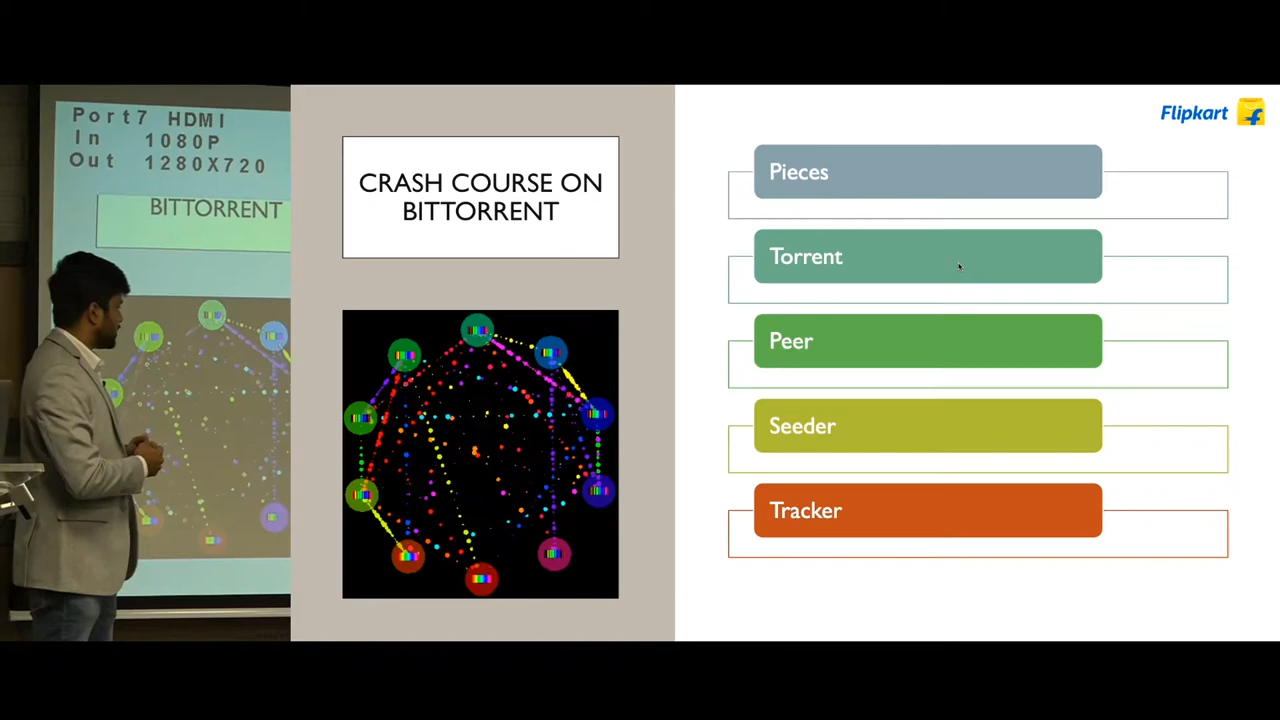 Port7 HDMI
In 1080P
Out 1280X720
BITTORRENT
CRASH COURSE ON
BITTORRENT
Flipkart
Pieces
Torrent
Peer
Seeder
Tracker